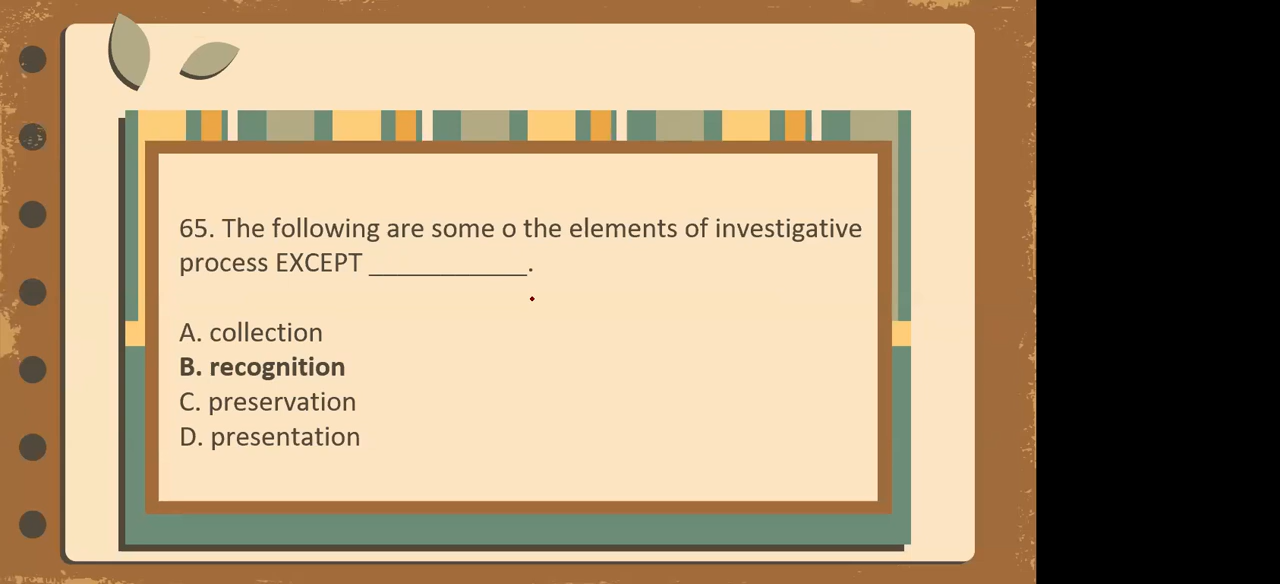 65. The following are some o the elements of investigative
process EXCEPT ____________.
A. collection
B. recognition
C. preservation
D. presentation